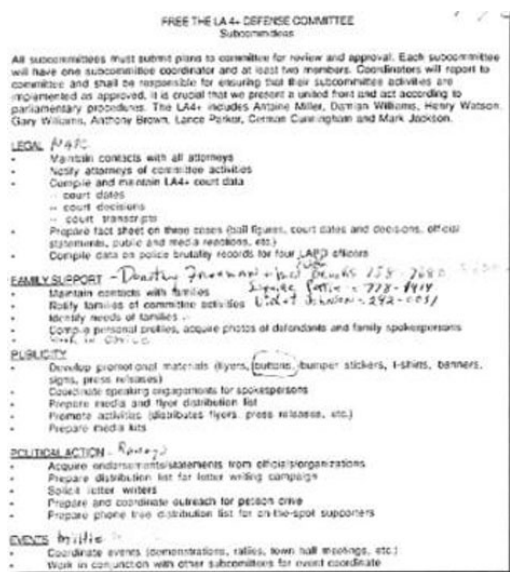 FREE THE LA 4+ DEFENSE COMMITTEE
Subcommittees
All subcommittees must submit plans to committee for review and approval. Each subcommittee
will have one subcommittee coordinator and at least two members. Coordinators will report to
committee and shall be responsible for ensuring that their subcommittee activities are
implemented as approved. It is crucial that we present a united front and act according to
parliamentary procedures. The LA4+ includes Antoine Miller, Damian Williams, Henry Watson,
Gary Williams, Anthony Brown, Lance Parker, Cunningham and Mark Jackson.
LEGAL
- Maintain contacts with all attorneys
- Notify attorneys of committee activities
- Compile and maintain LA4+ court data
-- court dates
-- court decisions
-- court transcripts
- Prepare fact sheet on these cases (bail figures, court dates and decisions, official
statements, public and media reactions, etc.)
- Compile data on police brutality records for four LAPD officers
FAMILY SUPPORT - Dorothy Freeman
- Maintain contacts with families
- Notify families of committee activities Johnson - 292-0051
- Identify needs of families
- Compile personal profiles, acquire photos of defendants and family spokespersons
PUBLICITY
- Develop promotional materials (flyers, buttons, bumper stickers, t-shirts, banners,
signs, press releases)
- Coordinate speaking engagements for spokespersons
- Prepare media and flyer distribution list
- Promote activities (distributes flyers, press releases, etc.)
- Prepare media kits
POLITICAL ACTION -
- Acquire endorsements/statements from officials/organizations
- Prepare distribution list for letter writing campaign
- Solicit letter writers
- Prepare and coordinate outreach for petition drive
- Prepare phone tree distribution list for on-the-spot supporters
EVENTS Millie
- Coordinate events (demonstrations, rallies, town hall meetings, etc.)
- Work in conjunction with other subcommittees for event coordinate